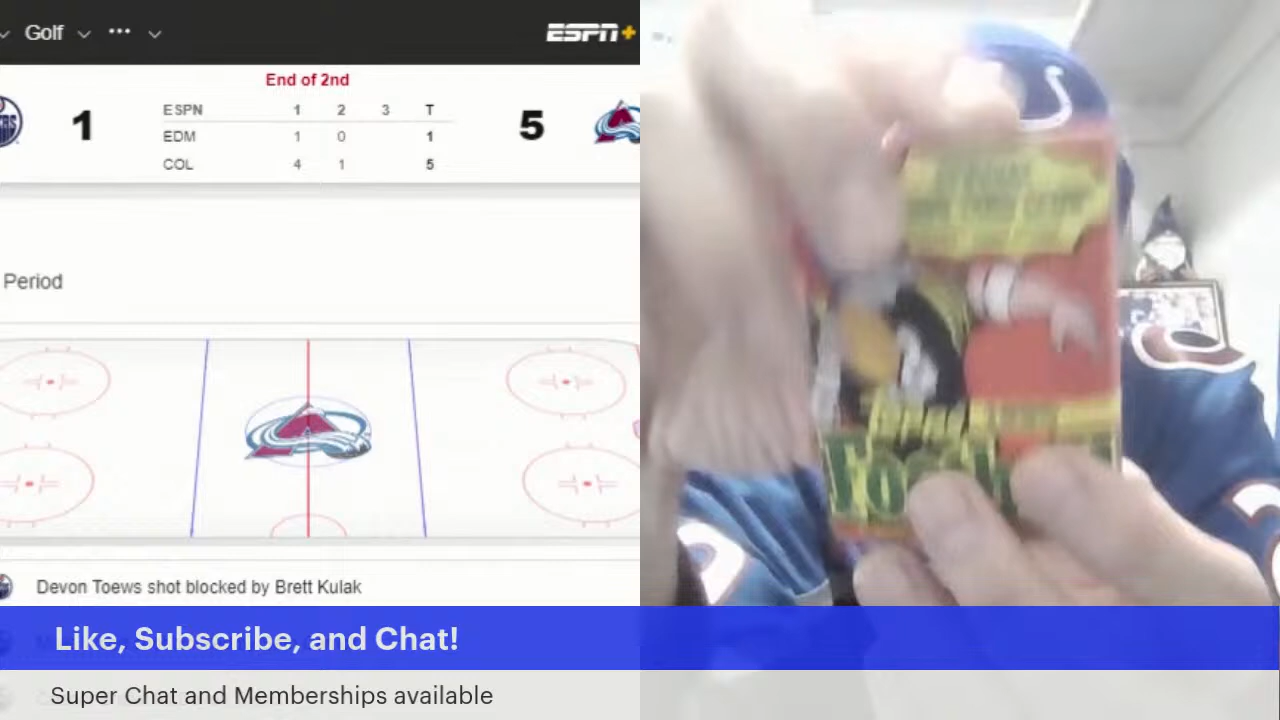 Golf
ESPN+
End of 2nd
1
ESPN 1 2 3 T
EDM 1 0 1
COL 4 1 5
5
Period
Devon Toews shot blocked by Brett Kulak
Like, Subscribe, and Chat!
Super Chat and Memberships available